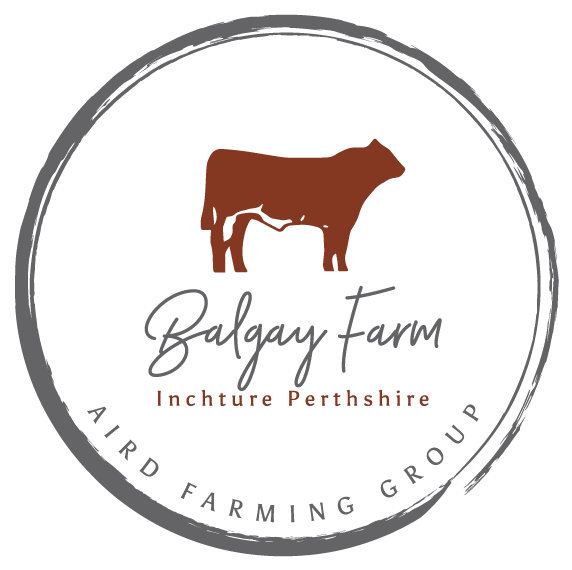 Balgay Farm
Inchture Perthshire
AIRD FARMING GROUP